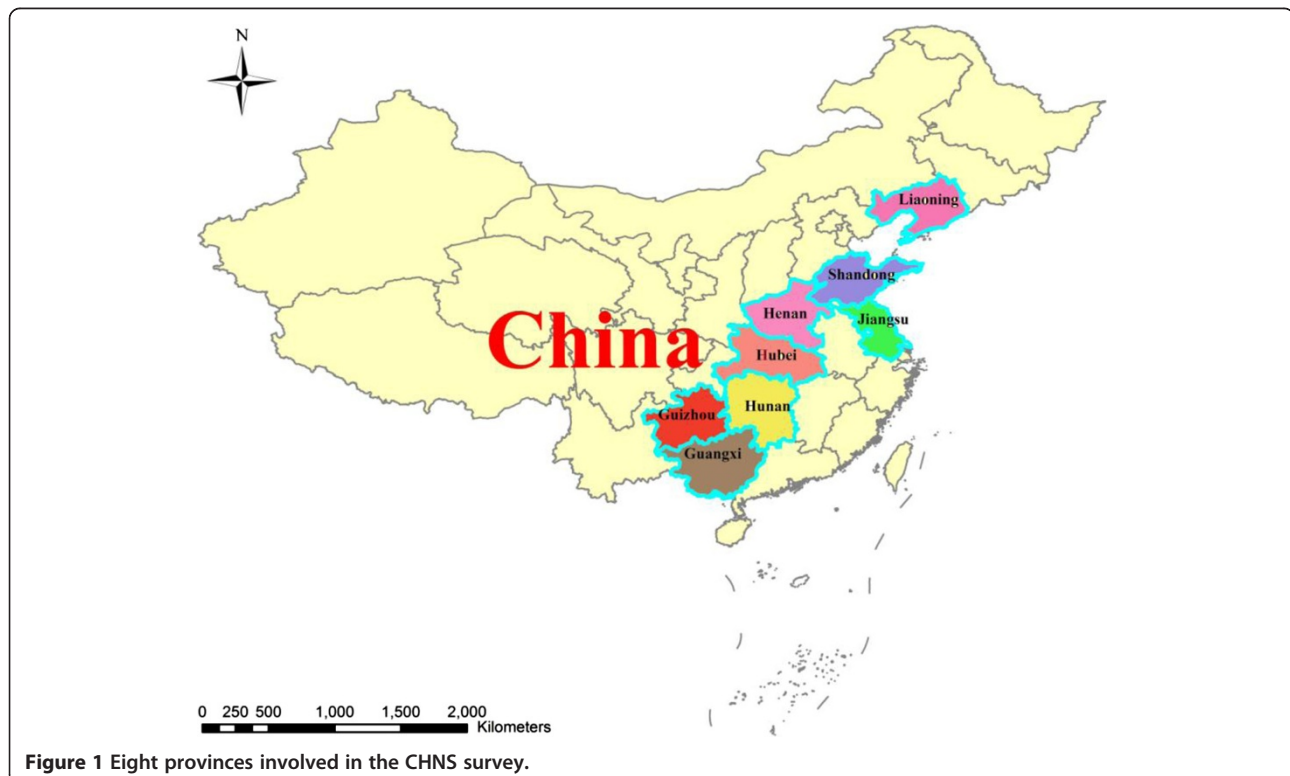 N
Liaoning
Shandong
Henan
Jiangsu
China
Hubei
Guizhou
Hunan
Guangxi
0 250 500 1,000 1,500 2,000
Kilometers
Figure 1 Eight provinces involved in the CHNS survey.